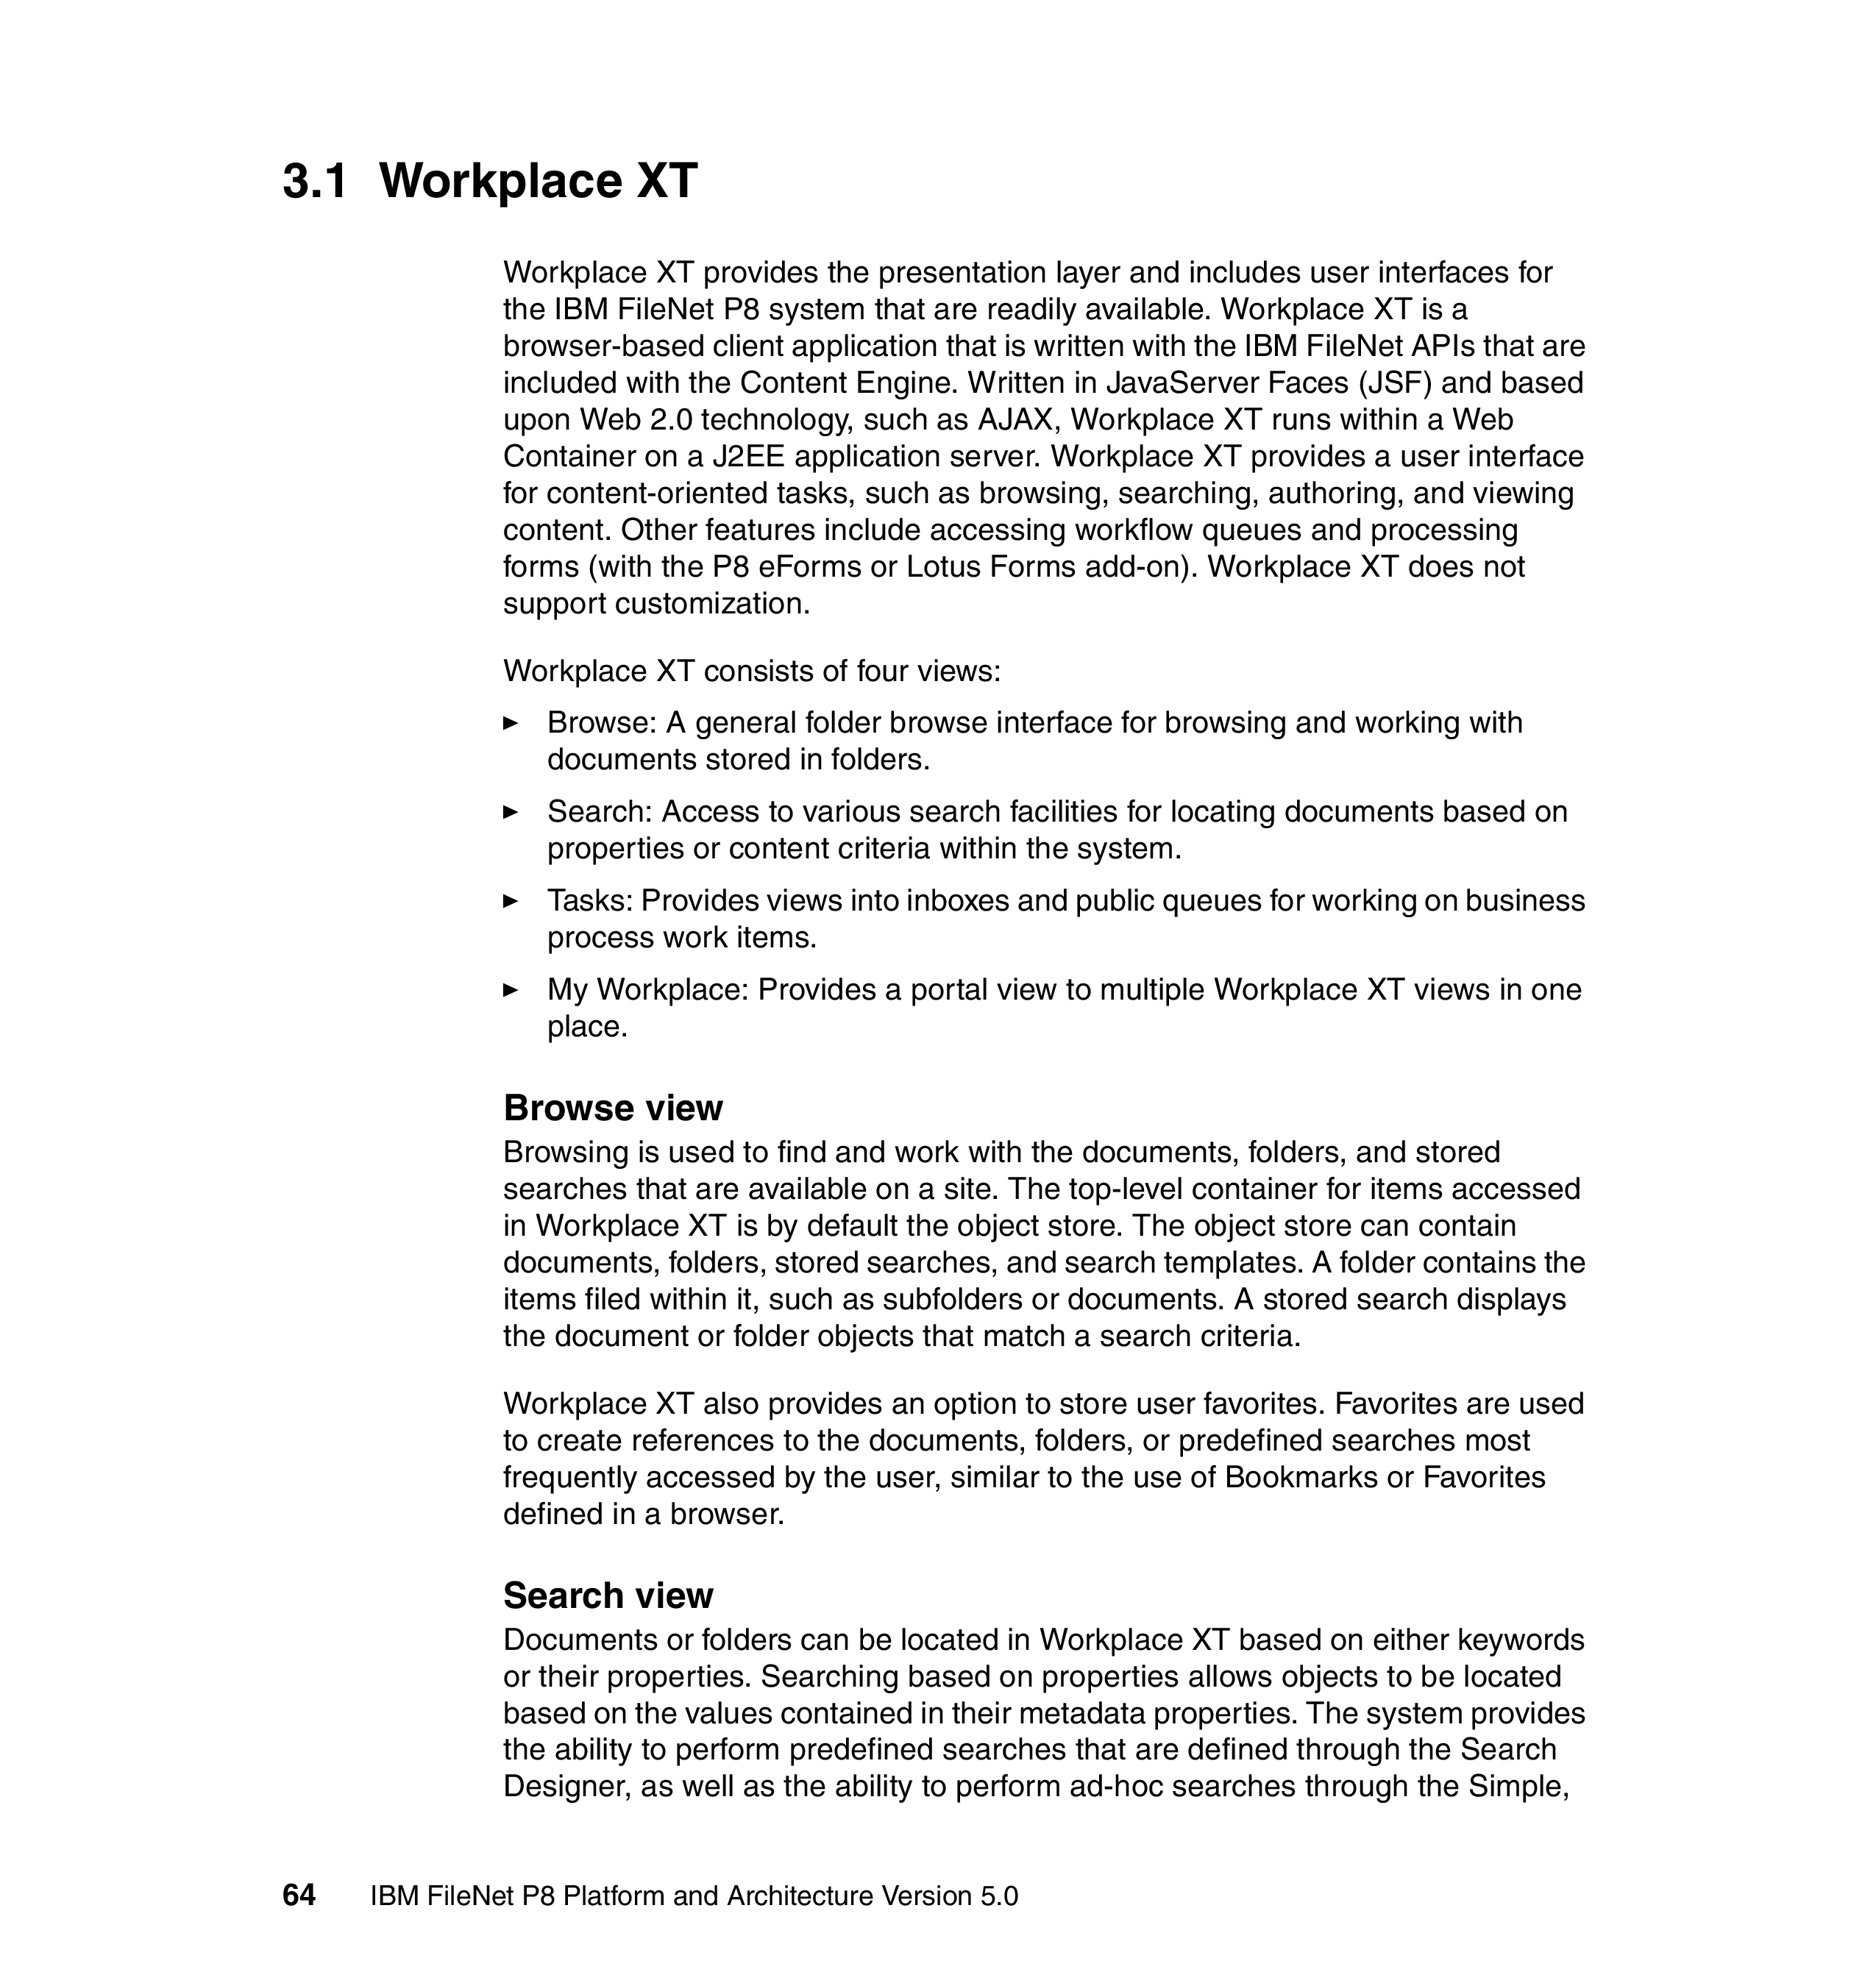 3.1 Workplace XT
Workplace XT provides the presentation layer and includes user interfaces for
the IBM FileNet P8 system that are readily available. Workplace XT is a
browser-based client application that is written with the IBM FileNet APIs that are
included with the Content Engine. Written in JavaServer Faces (JSF) and based
upon Web 2.0 technology, such as AJAX, Workplace XT runs within a Web
Container on a J2EE application server. Workplace XT provides a user interface
for content-oriented tasks, such as browsing, searching, authoring, and viewing
content. Other features include accessing workflow queues and processing
forms (with the P8 eForms or Lotus Forms add-on). Workplace XT does not
support customization.
Workplace XT consists of four views:
► Browse: A general folder browse interface for browsing and working with
documents stored in folders.
► Search: Access to various search facilities for locating documents based on
properties or content criteria within the system.
► Tasks: Provides views into inboxes and public queues for working on business
process work items.
► My Workplace: Provides a portal view to multiple Workplace XT views in one
place.
Browse view
Browsing is used to find and work with the documents, folders, and stored
searches that are available on a site. The top-level container for items accessed
in Workplace XT is by default the object store. The object store can contain
documents, folders, stored searches, and search templates. A folder contains the
items filed within it, such as subfolders or documents. A stored search displays
the document or folder objects that match a search criteria.
Workplace XT also provides an option to store user favorites. Favorites are used
to create references to the documents, folders, or predefined searches most
frequently accessed by the user, similar to the use of Bookmarks or Favorites
defined in a browser.
Search view
Documents or folders can be located in Workplace XT based on either keywords
or their properties. Searching based on properties allows objects to be located
based on the values contained in their metadata properties. The system provides
the ability to perform predefined searches that are defined through the Search
Designer, as well as the ability to perform ad-hoc searches through the Simple,
64 IBM FileNet P8 Platform and Architecture Version 5.0